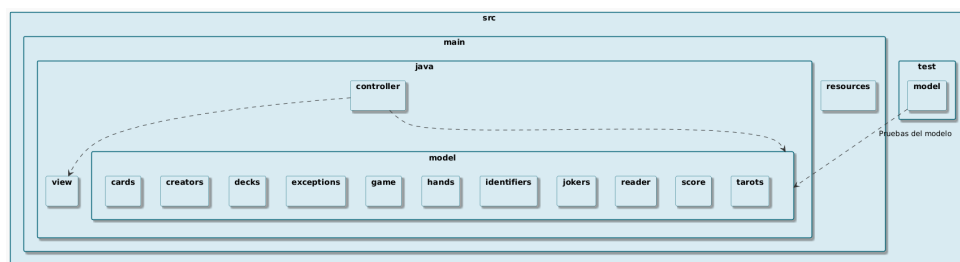 src
main
java
test
controller
resources
model
Pruebas del modelo
model
view
cards
creators
decks
exceptions
game
hands
identifiers
jokers
reader
score
tarots